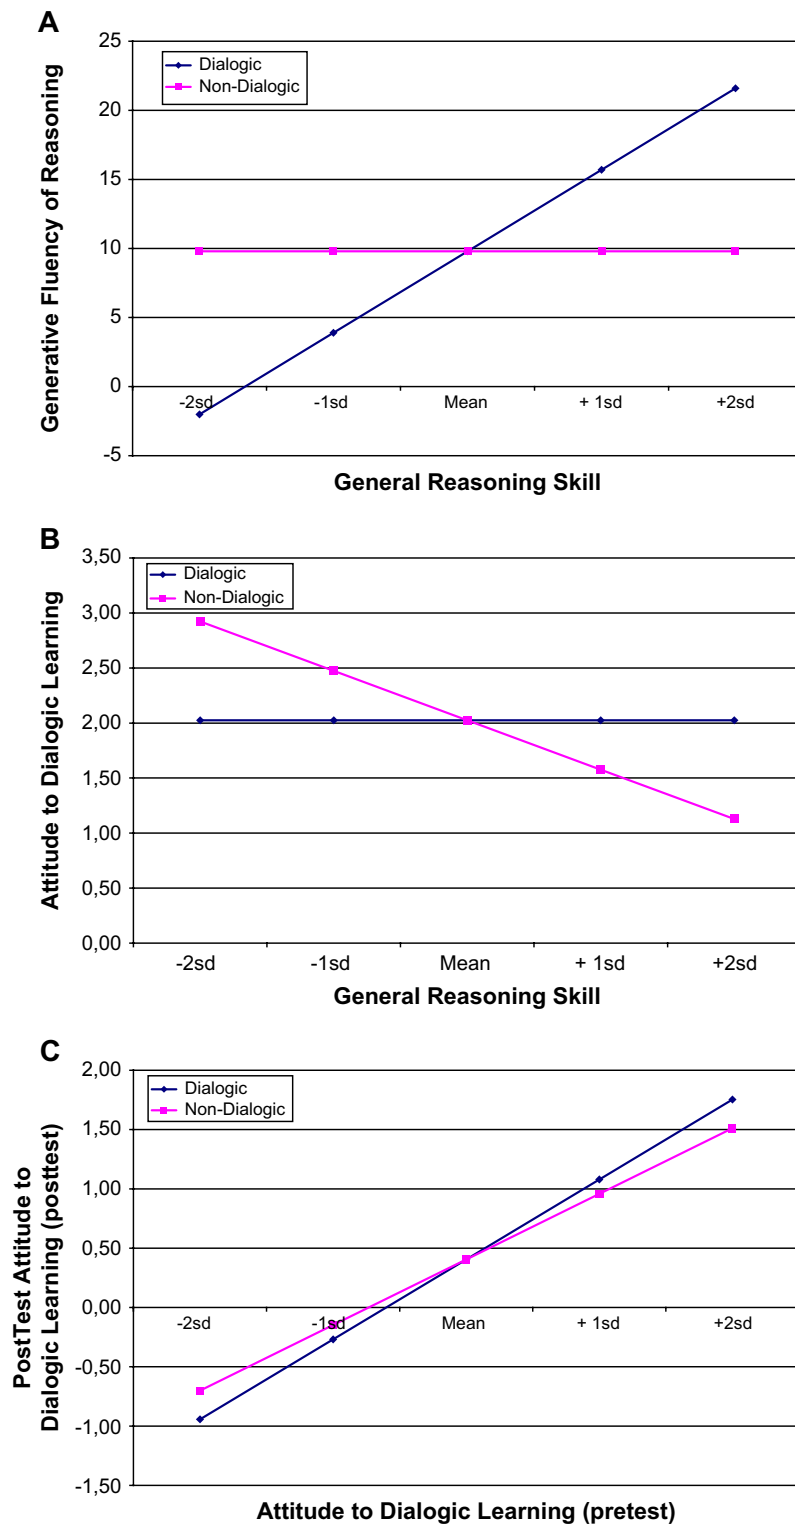 A
25
Dialogic
Non-Dialogic
20
15
10
5
0
-5
Generative Fluency of Reasoning
-2sd -1sd Mean + 1sd +2sd
General Reasoning Skill
B
3,50
Dialogic
Non-Dialogic
3,00
2,50
2,00
1,50
1,00
0,50
0,00
Attitude to Dialogic Learning
-2sd -1sd Mean + 1sd +2sd
General Reasoning Skill
C
2,00
Dialogic
Non-Dialogic
1,50
1,00
0,50
0,00
-0,50
-1,00
-1,50
PostTest Attitude to
Dialogic Learning (posttest)
-2sd -1sd Mean + 1sd +2sd
Attitude to Dialogic Learning (pretest)